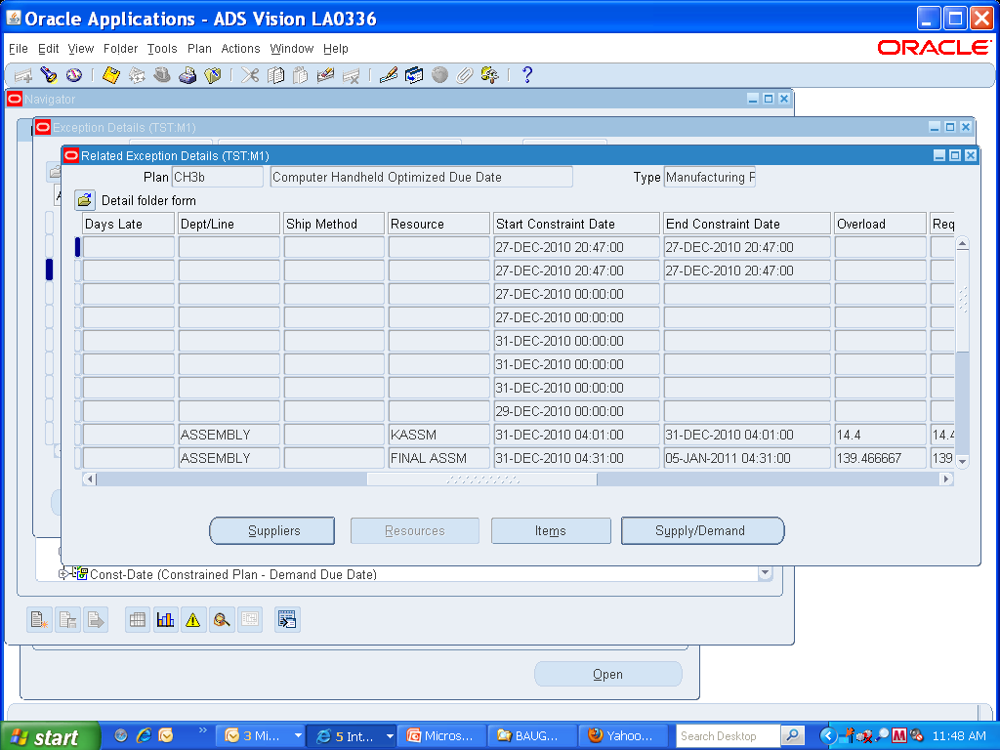 Oracle Applications - ADS Vision LA0336
File Edit View Folder Tools Plan Actions Window Help
ORACLE
Navigator
Exception Details (TST:M1)
Related Exception Details (TST:M1)
Plan CH3b Computer Handheld Optimized Due Date Type Manufacturing F
Detail folder form
Days Late Dept/Line Ship Method Resource Start Constraint Date End Constraint Date Overload Req
27-DEC-2010 20:47:00 27-DEC-2010 20:47:00
27-DEC-2010 20:47:00 27-DEC-2010 20:47:00
27-DEC-2010 00:00:00
27-DEC-2010 00:00:00
31-DEC-2010 00:00:00
31-DEC-2010 00:00:00
31-DEC-2010 00:00:00
29-DEC-2010 00:00:00
ASSEMBLY KASSM 31-DEC-2010 04:01:00 31-DEC-2010 04:01:00 14.4 14.4
ASSEMBLY FINAL ASSM 31-DEC-2010 04:31:00 05-JAN-2011 04:31:00 139.466667 139
Suppliers Resources Items Supply/Demand
Const-Date (Constrained Plan - Demand Due Date)
Open
start 3 Mi... 5 Int... Micros... BAUG... Yahoo... Search Desktop 11:48 AM